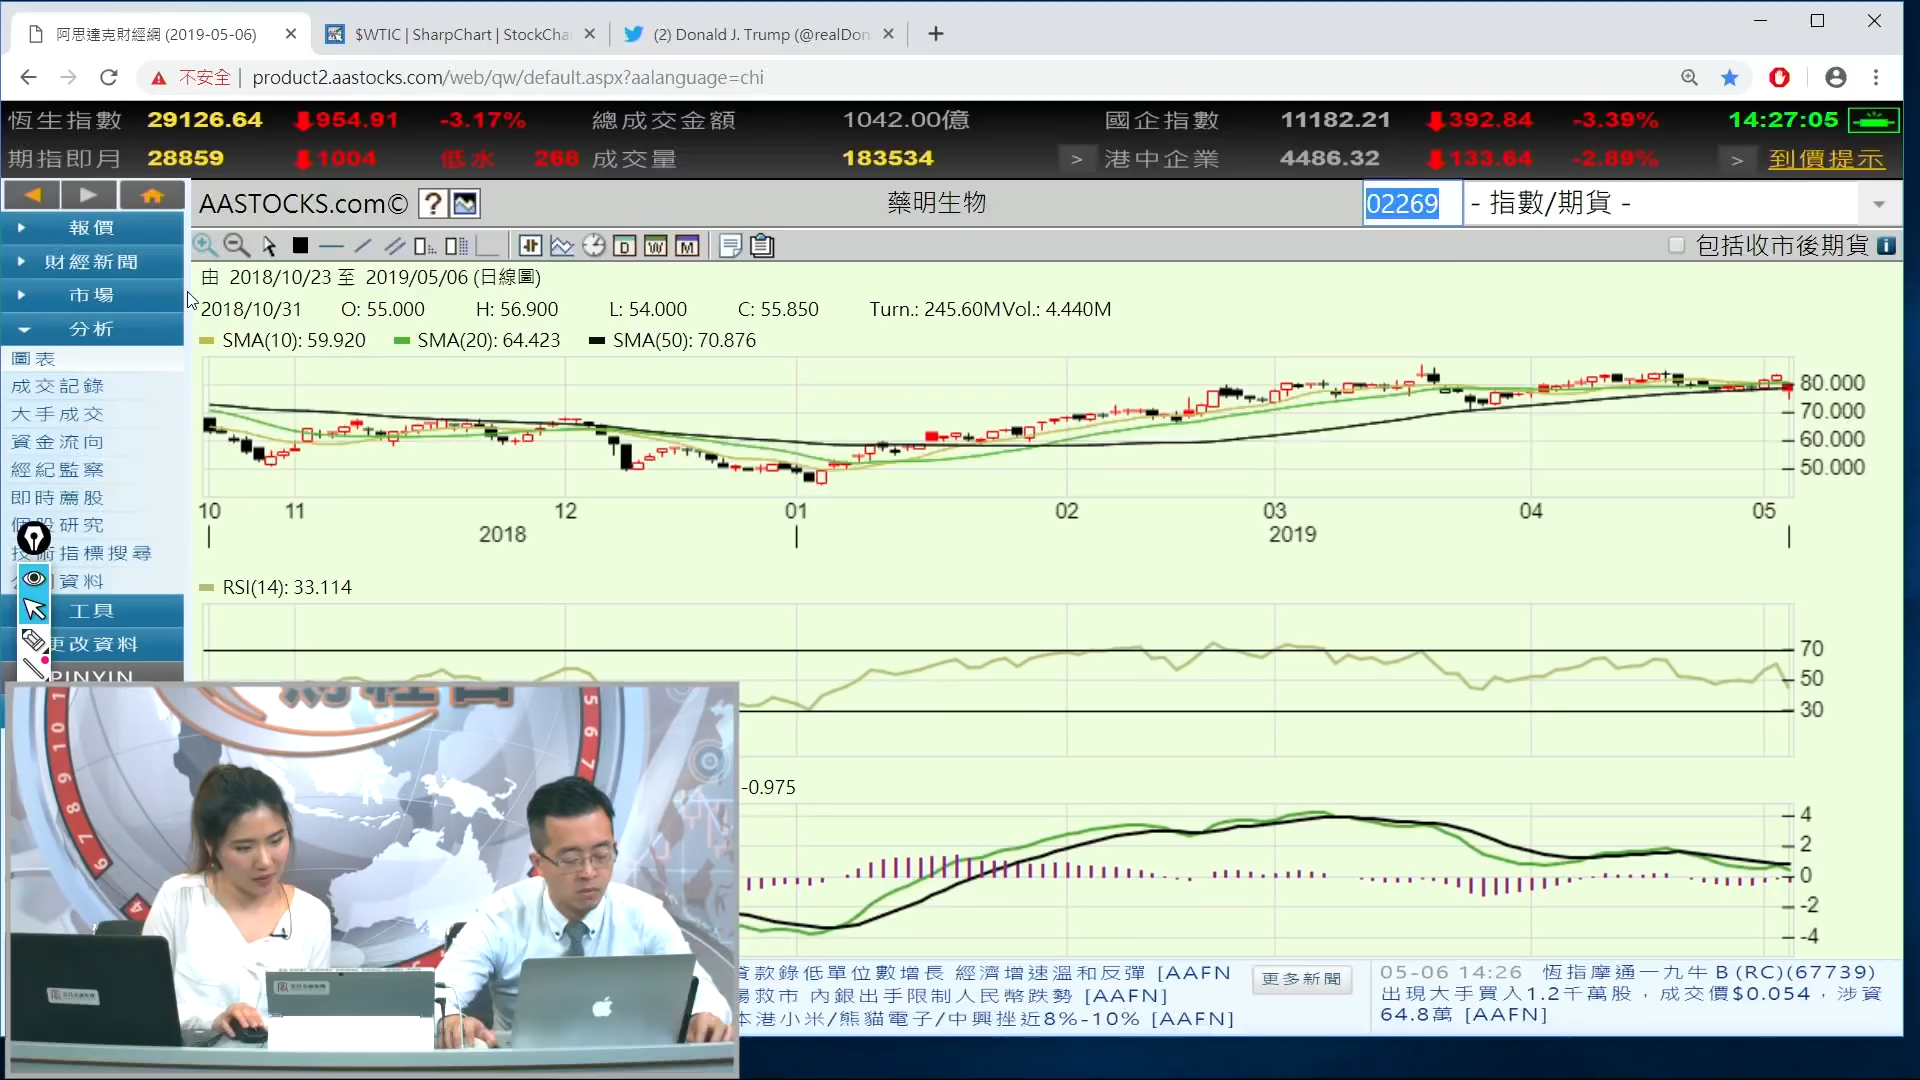 阿思達克財經網 (2019-05-06)
$WTIC | SharpChart | StockCha
(2) Donald J. Trump (@realDon
不安全 | product2.aastocks.com/web/qw/default.aspx?aalanguage=chi
恆生指數 29126.64 954.91 -3.17% 總成交金額 1042.00億 國企指數 11182.21 392.84 -3.39% 14:27:05
期指即月 28859 1004 低水 268 成交量 183534 > 港中企業 4486.32 133.64 -2.89% > 到價提示
AASTOCKS.com© ? 藥明生物 02269 - 指數/期貨 -
D W M 包括收市後期貨 i
報價
財經新聞
市場
分析
圖表
成交記錄
大手成交
資金流向
經紀監察
即時薦股
個股研究
技術指標搜尋
資料
工具
更改資料
PINYIN
由 2018/10/23 至 2019/05/06 (日線圖)
2018/10/31 O: 55.000 H: 56.900 L: 54.000 C: 55.850 Turn.: 245.60MVol.: 4.440M
SMA(10): 59.920 SMA(20): 64.423 SMA(50): 70.876
80.000
70.000
60.000
50.000
10 11 12 01 02 03 04 05
2018 2019
RSI(14): 33.114
70
50
30
-0.975
4
2
0
-2
-4
貸款錄低單位數增長 經濟增速溫和反彈 [AAFN
場救市 內銀出手限制人民幣跌勢 [AAFN]
本港小米/熊貓電子/中興挫近8%-10% [AAFN]
更多新聞
05-06 14:26 恆指摩通一九牛Ｂ(RC)(67739)
出現大手買入1.2千萬股，成交價$0.054，涉資
64.8萬 [AAFN]